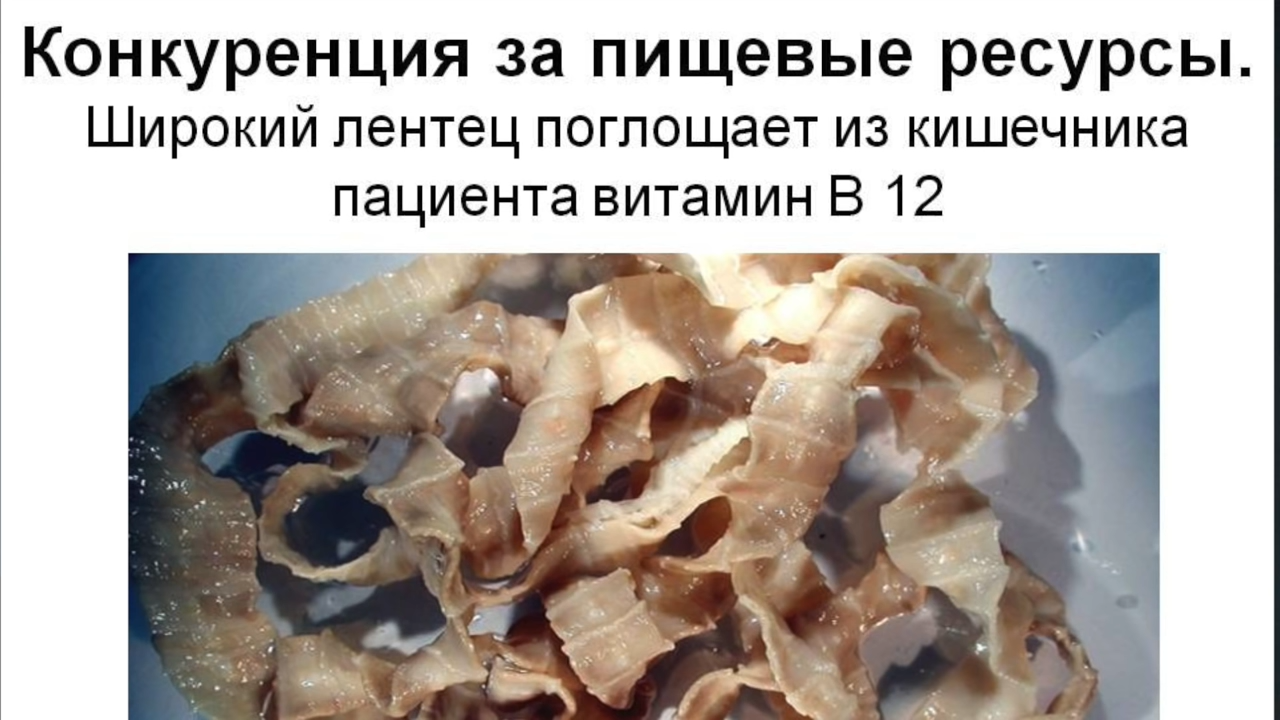 Конкуренция за пищевые ресурсы.
Широкий лентец поглощает из кишечника
пациента витамин В 12